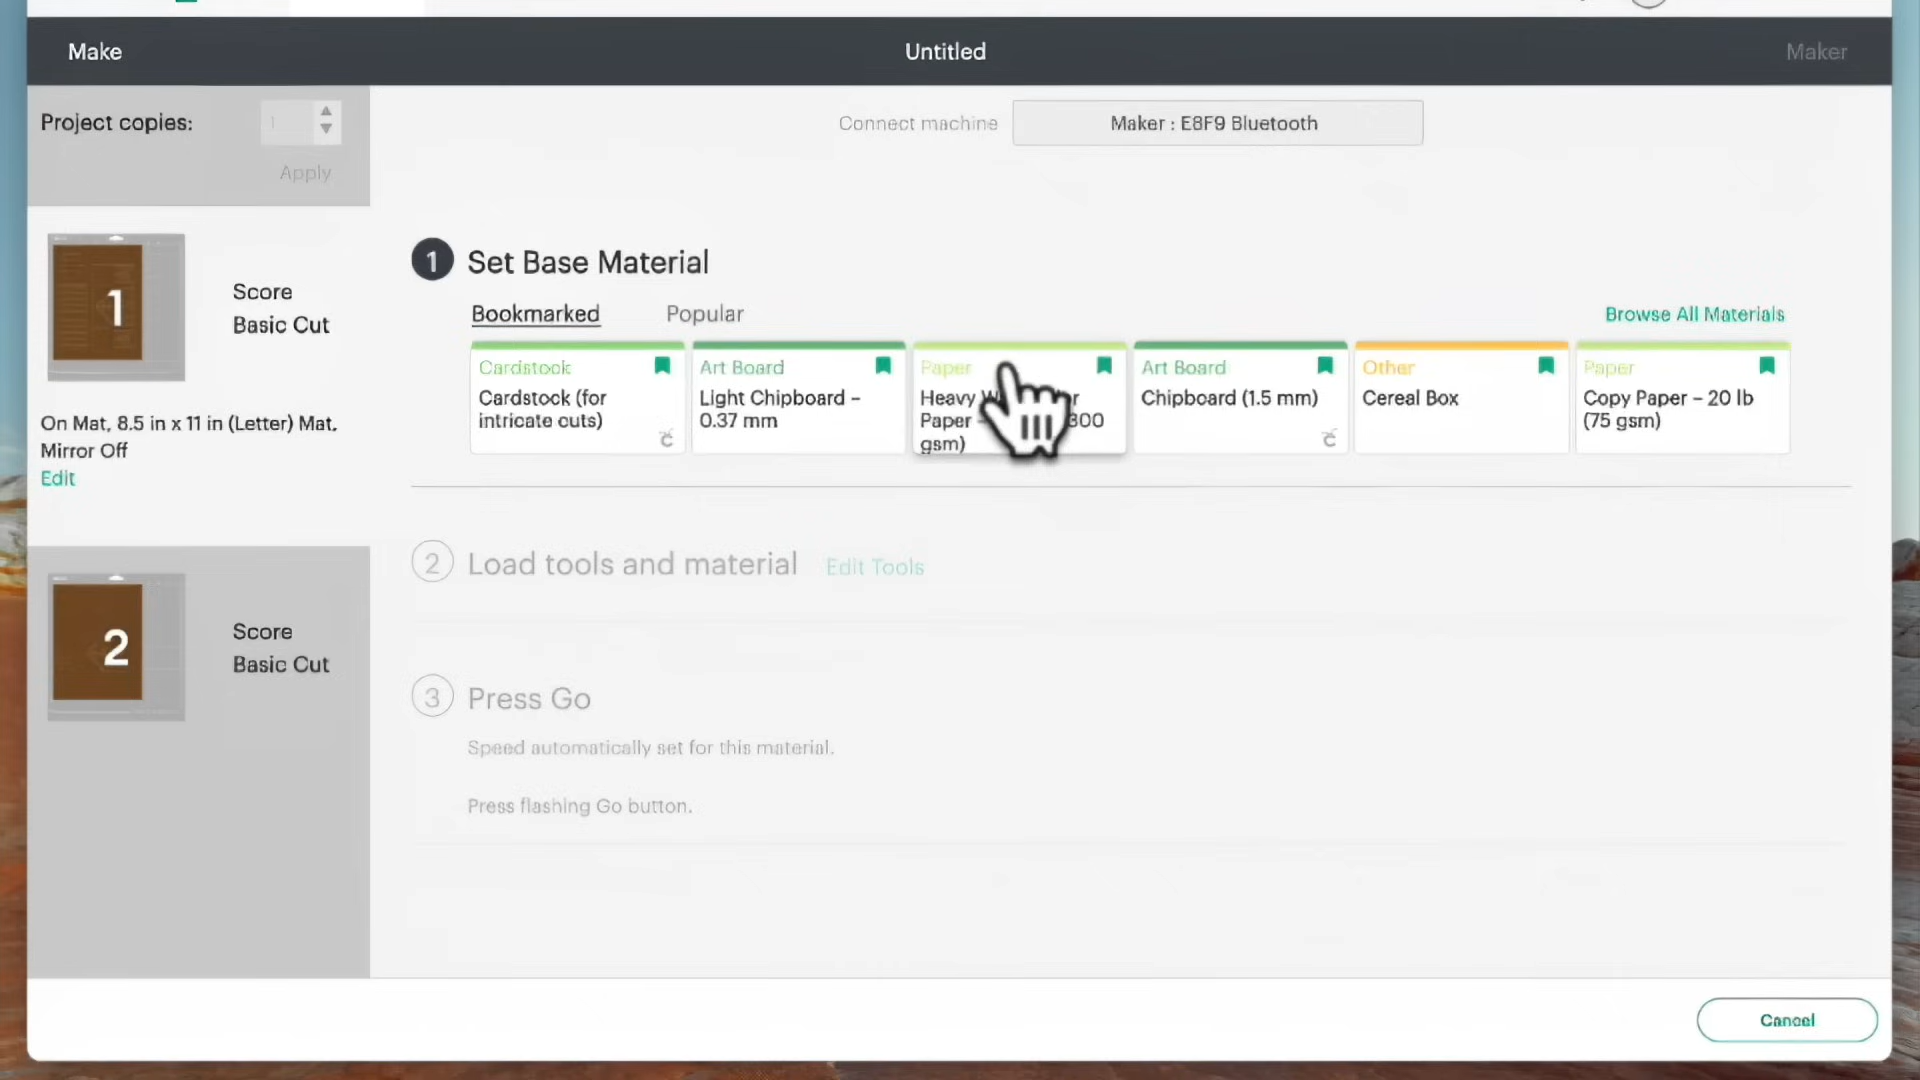 Make
Untitled
Maker
Project copies:
1
Apply
Connect machine
Maker : E8F9 Bluetooth
1
Score
Basic Cut
On Mat, 8.5 in x 11 in (Letter) Mat,
Mirror Off
Edit
2
Score
Basic Cut
1 Set Base Material
Bookmarked
Popular
Browse All Materials
Cardstock
Cardstock (for
intricate cuts)
Art Board
Light Chipboard –
0.37 mm
Paper
Heavy
Paper
300
gsm)
Art Board
Chipboard (1.5 mm)
Other
Cereal Box
Paper
Copy Paper – 20 lb
(75 gsm)
2 Load tools and material
Edit Tools
3 Press Go
Speed automatically set for this material.
Press flashing Go button.
Cancel